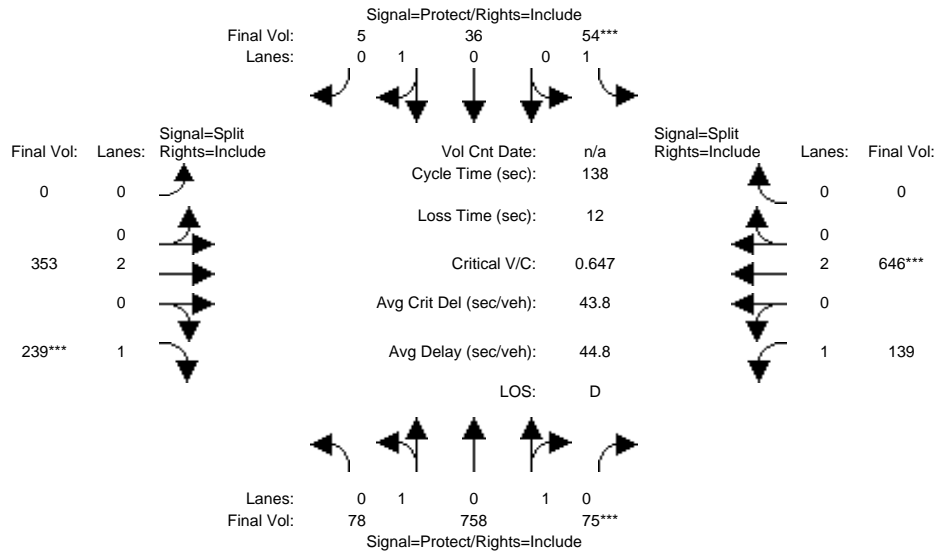 Signal=Protect/Rights=Include
Final Vol: 5 36 54***
Lanes: 0 1 0 0 1
Signal=Split
Final Vol: Lanes: Rights=Include
Vol Cnt Date: n/a
Signal=Split
Rights=Include Lanes: Final Vol:
Cycle Time (sec): 138
0 0
0 0
Loss Time (sec): 12
0
0
353 2
Critical V/C: 0.647
2 646***
0
Avg Crit Del (sec/veh): 43.8
0
239*** 1
Avg Delay (sec/veh): 44.8
1 139
LOS: D
Lanes: 0 1 0 1 0
Final Vol: 78 758 75***
Signal=Protect/Rights=Include